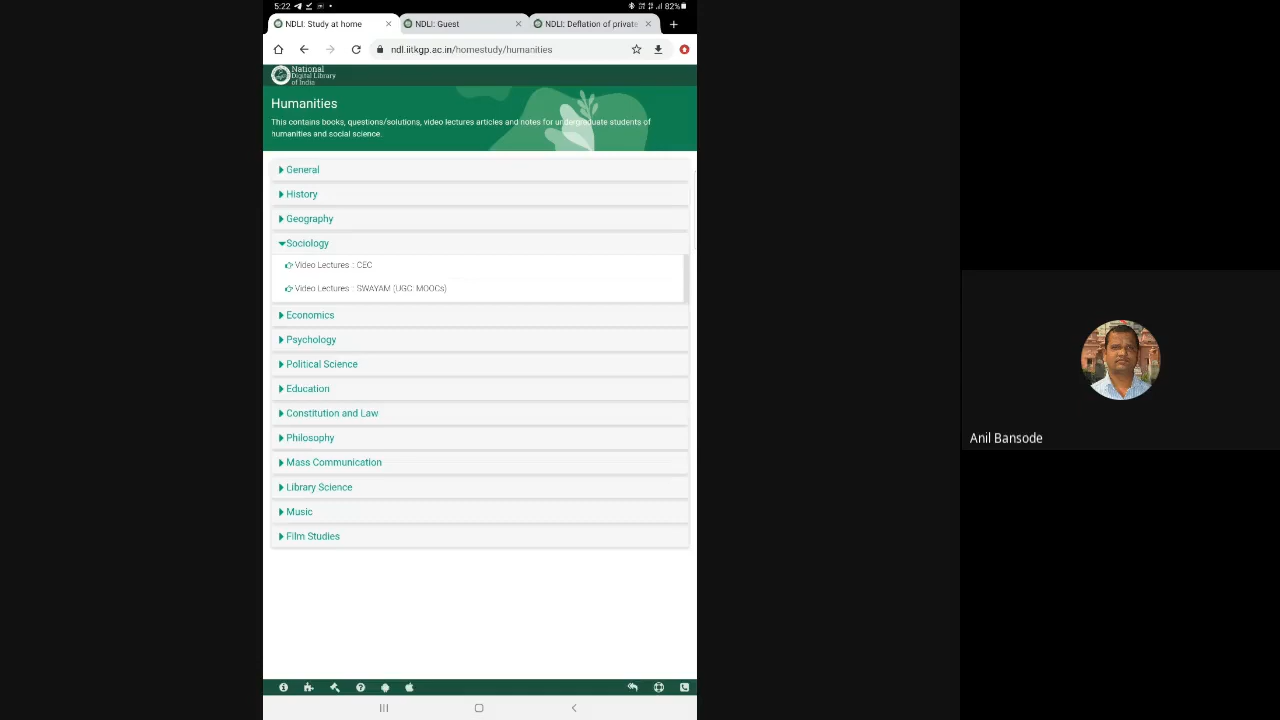 5:22
82%
NDLI: Study at home
NDLI: Guest
NDLI: Deflation of private
ndl.iitkgp.ac.in/homestudy/humanities
National
Digital Library
of India
Humanities
This contains books, questions/solutions, video lectures articles and notes for undergraduate students of
humanities and social science.
General
History
Geography
Sociology
Video Lectures : CEC
Video Lectures : SWAYAM (UGC: MOOCs)
Economics
Psychology
Political Science
Education
Constitution and Law
Philosophy
Mass Communication
Library Science
Music
Film Studies
Anil Bansode